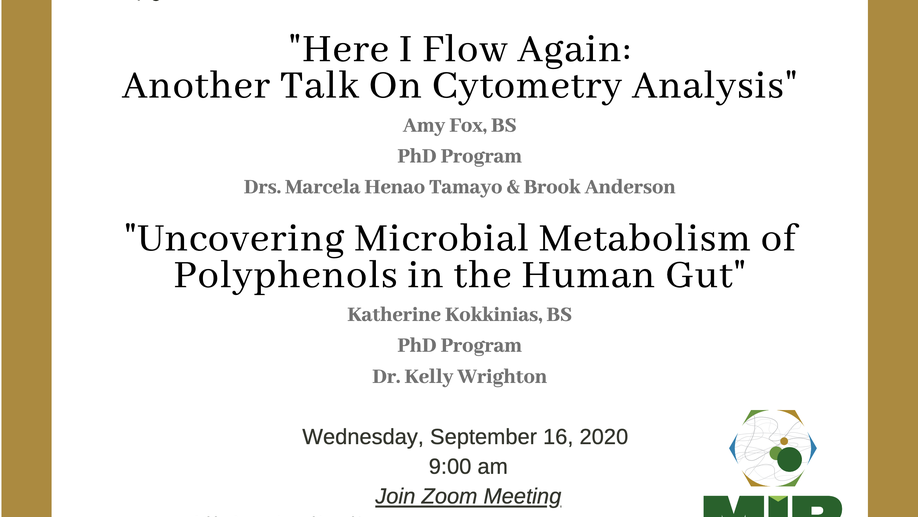 "Here I Flow Again:
Another Talk On Cytometry Analysis"
Amy Fox, BS
PhD Program
Drs. Marcela Henao Tamayo & Brook Anderson
"Uncovering Microbial Metabolism of
Polyphenols in the Human Gut"
Katherine Kokkinias, BS
PhD Program
Dr. Kelly Wrighton
Wednesday, September 16, 2020
9:00 am
Join Zoom Meeting